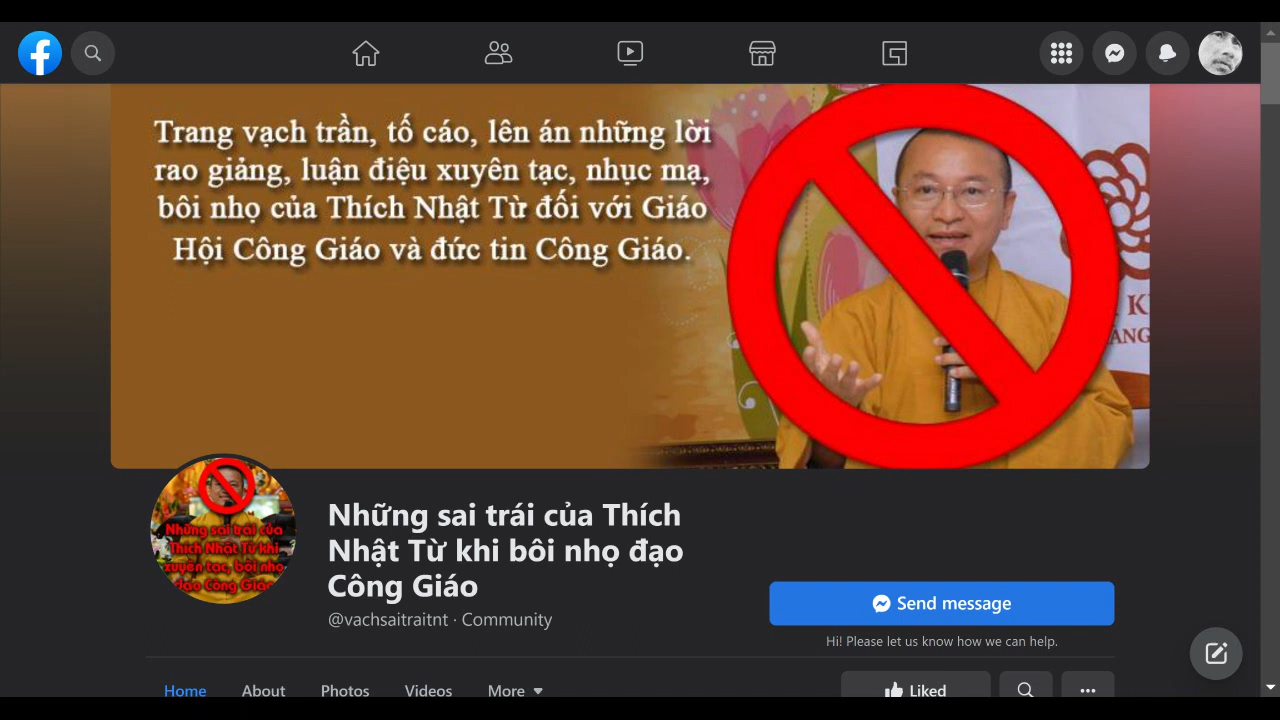 Trang vạch trần, tố cáo, lên án những lời
rao giảng, luận điệu xuyên tạc, nhục mạ,
bôi nhọ của Thích Nhật Từ đối với Giáo
Hội Công Giáo và đức tin Công Giáo.
Những sai trái của
Thích Nhật Từ khi
xuyên tạc, bôi nhọ
đạo Công Giáo
Những sai trái của Thích
Nhật Từ khi bôi nhọ đạo
Công Giáo
@vachsaitraitnt · Community
Send message
Hi! Please let us know how we can help.
Home About Photos Videos More
Liked